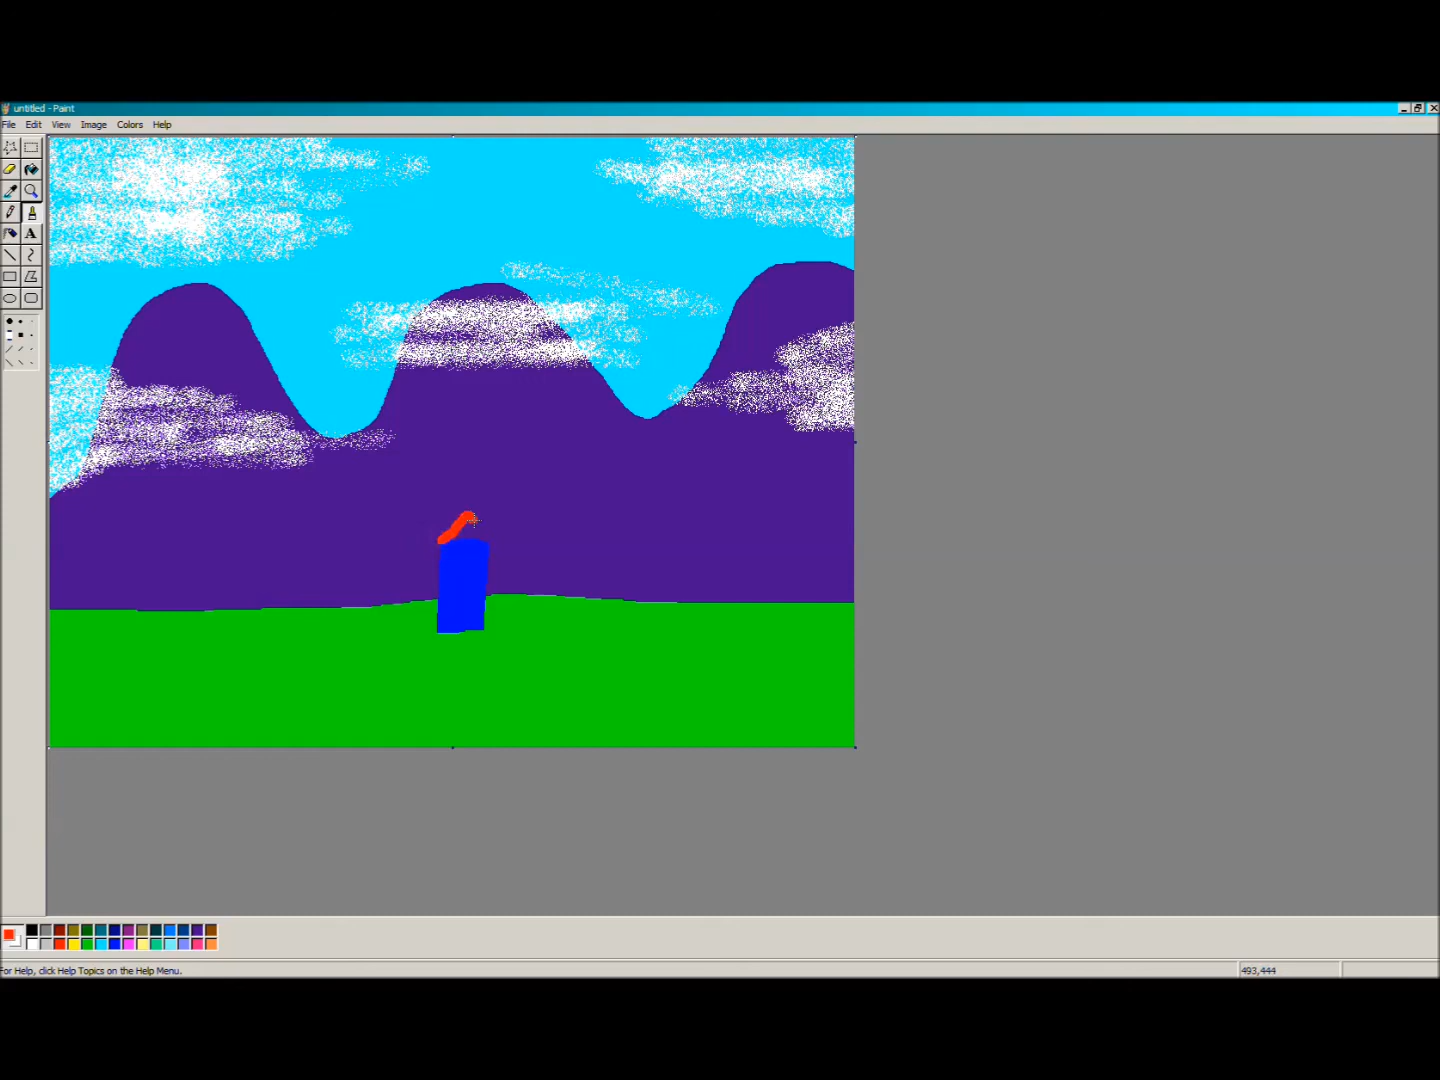 untitled - Paint
File Edit View Image Colors Help
A
For Help, click Help Topics on the Help Menu.
493,444